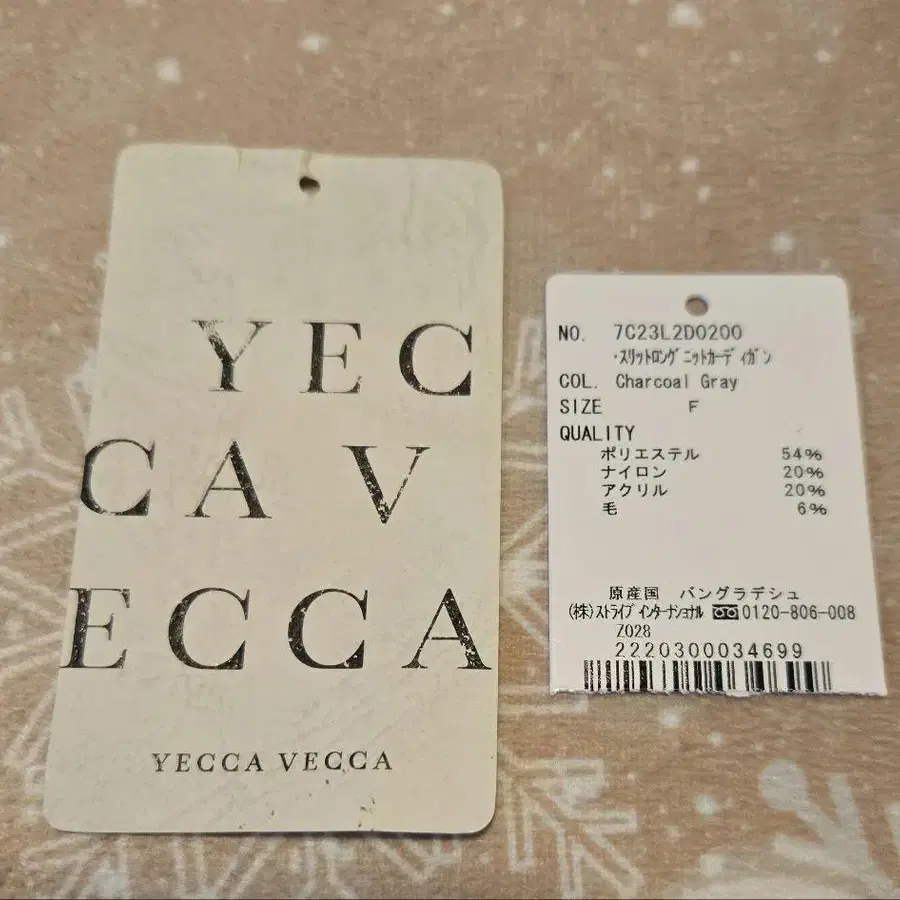 YEC
CA V
ECCA
YECCA VECCA
NO. 7C23L2D0200
・スリットロングニットカーディガン
COL. Charcoal Gray
SIZE F
QUALITY
ポリエステル 54%
ナイロン 20%
アクリル 20%
毛 6%
原産国 バングラデシュ
(株)ストライプインターナショナル 0120-806-008
Z028
2220300034699